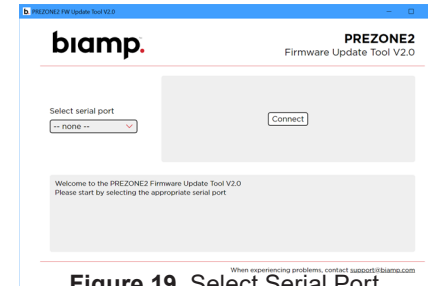 b. PREZONE2 FW Update Tool V2.0
biamp.
PREZONE2
Firmware Update Tool V2.0
Select serial port
-- none --
Connect
Welcome to the PREZONE2 Firmware Update Tool V2.0
Please start by selecting the appropriate serial port
When experiencing problems, contact support@biamp.com
Figure 19. Select Serial Port